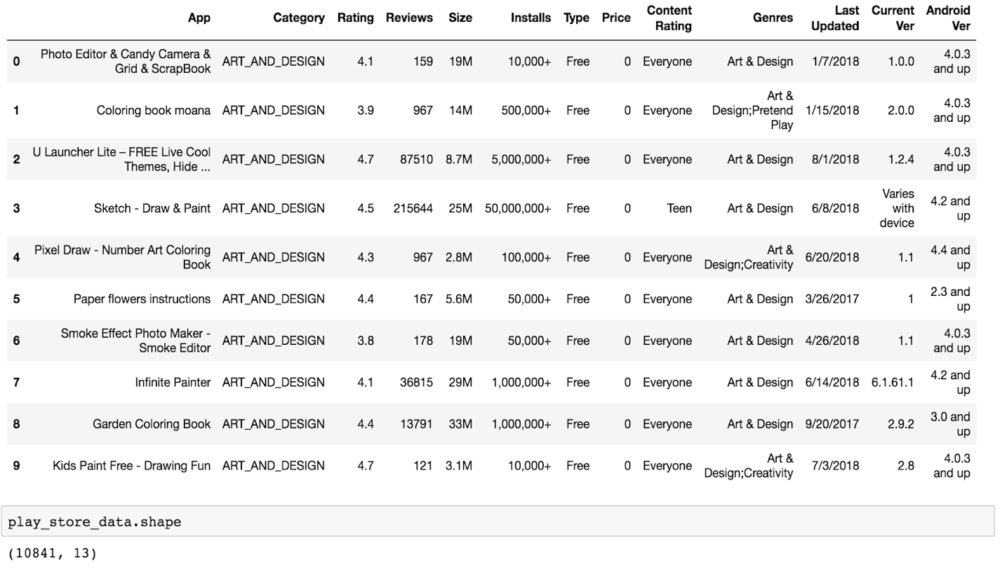 App Category Rating Reviews Size Installs Type Price Content Rating Genres Last Updated Current Ver Android Ver
0 Photo Editor & Candy Camera & Grid & ScrapBook ART_AND_DESIGN 4.1 159 19M 10,000+ Free 0 Everyone Art & Design 1/7/2018 1.0.0 4.0.3 and up
1 Coloring book moana ART_AND_DESIGN 3.9 967 14M 500,000+ Free 0 Everyone Art & Design;Pretend Play 1/15/2018 2.0.0 4.0.3 and up
2 U Launcher Lite – FREE Live Cool Themes, Hide ... ART_AND_DESIGN 4.7 87510 8.7M 5,000,000+ Free 0 Everyone Art & Design 8/1/2018 1.2.4 4.0.3 and up
3 Sketch - Draw & Paint ART_AND_DESIGN 4.5 215644 25M 50,000,000+ Free 0 Teen Art & Design 6/8/2018 Varies with device 4.2 and up
4 Pixel Draw - Number Art Coloring Book ART_AND_DESIGN 4.3 967 2.8M 100,000+ Free 0 Everyone Art & Design;Creativity 6/20/2018 1.1 4.4 and up
5 Paper flowers instructions ART_AND_DESIGN 4.4 167 5.6M 50,000+ Free 0 Everyone Art & Design 3/26/2017 1 2.3 and up
6 Smoke Effect Photo Maker - Smoke Editor ART_AND_DESIGN 3.8 178 19M 50,000+ Free 0 Everyone Art & Design 4/26/2018 1.1 4.0.3 and up
7 Infinite Painter ART_AND_DESIGN 4.1 36815 29M 1,000,000+ Free 0 Everyone Art & Design 6/14/2018 6.1.61.1 4.2 and up
8 Garden Coloring Book ART_AND_DESIGN 4.4 13791 33M 1,000,000+ Free 0 Everyone Art & Design 9/20/2017 2.9.2 3.0 and up
9 Kids Paint Free - Drawing Fun ART_AND_DESIGN 4.7 121 3.1M 10,000+ Free 0 Everyone Art & Design;Creativity 7/3/2018 2.8 4.0.3 and up
play_store_data.shape
(10841, 13)